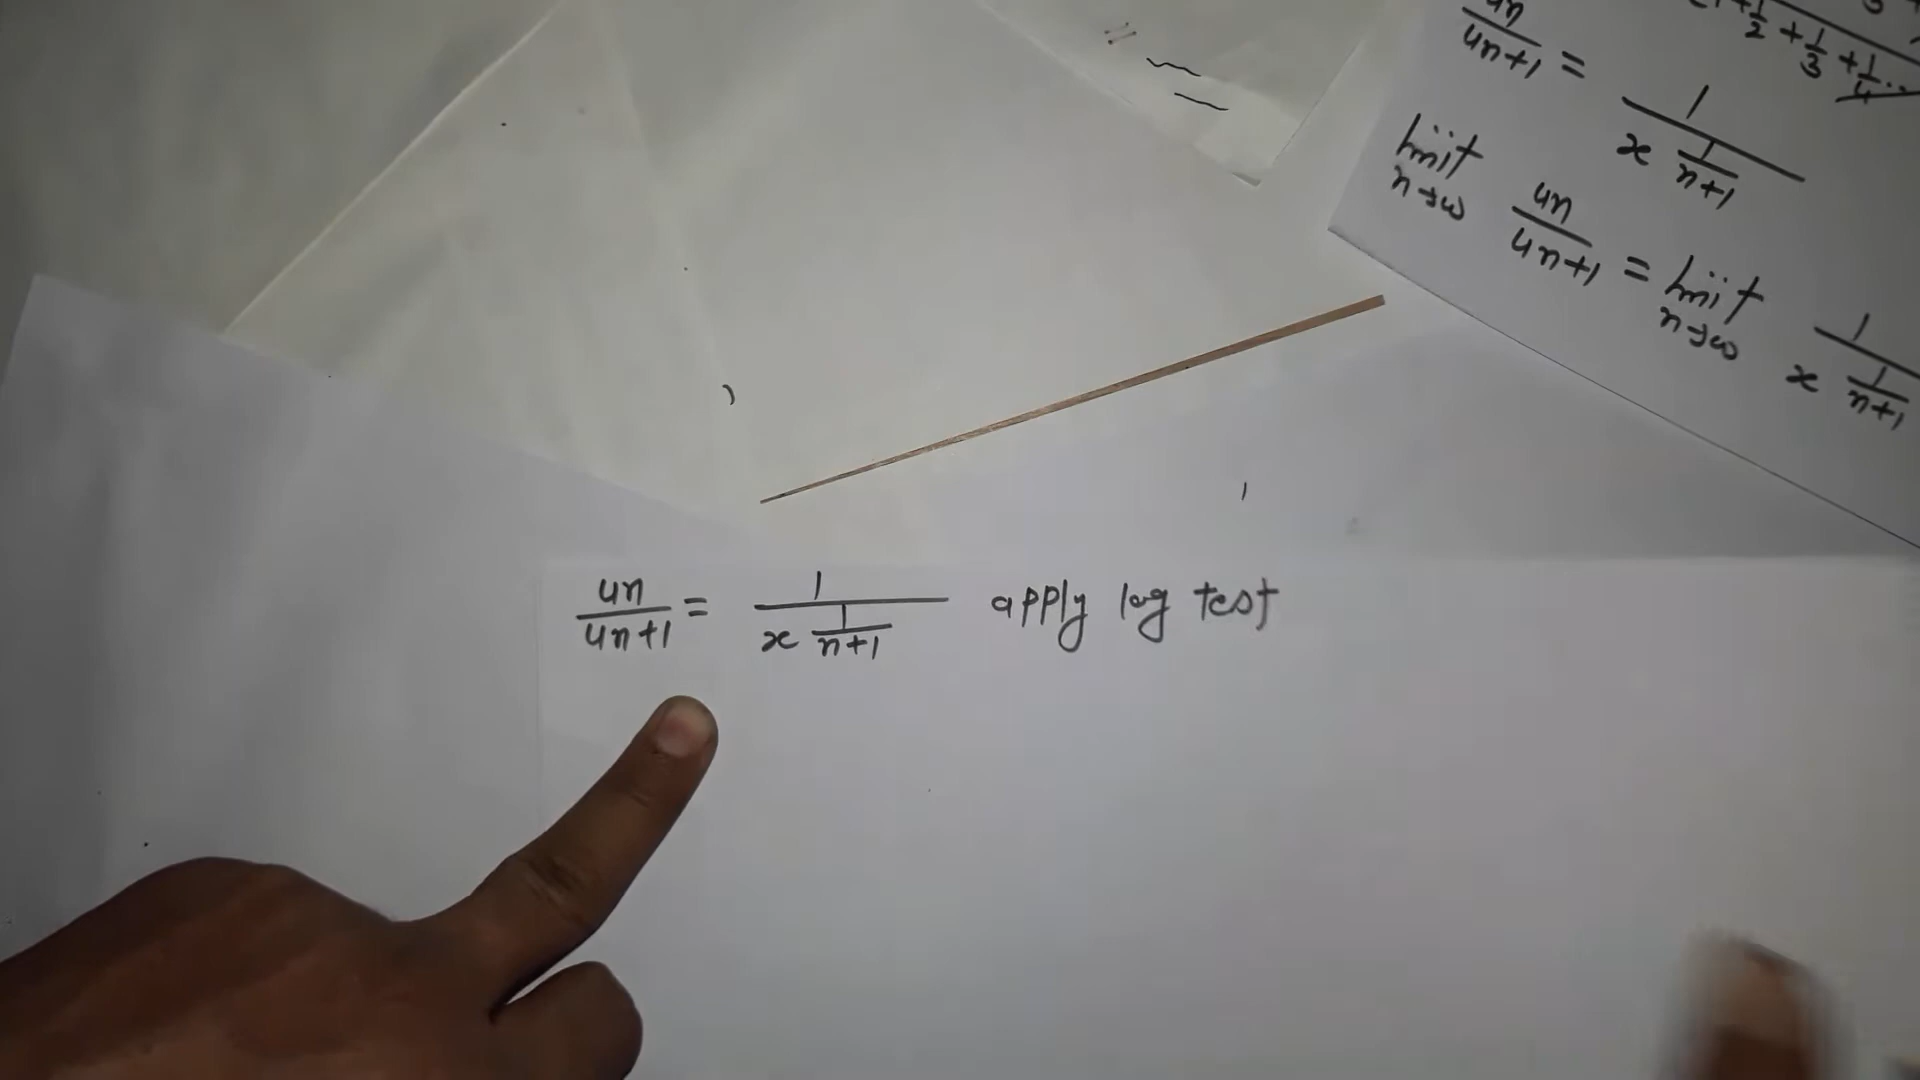 un/un+1 =
1+1/2+1/3+1/4...
1/x 1/n+1
limit n→∞ un/un+1 = limit n→∞ 1/x 1/n+1
un/un+1 = 1/x 1/n+1 apply log test